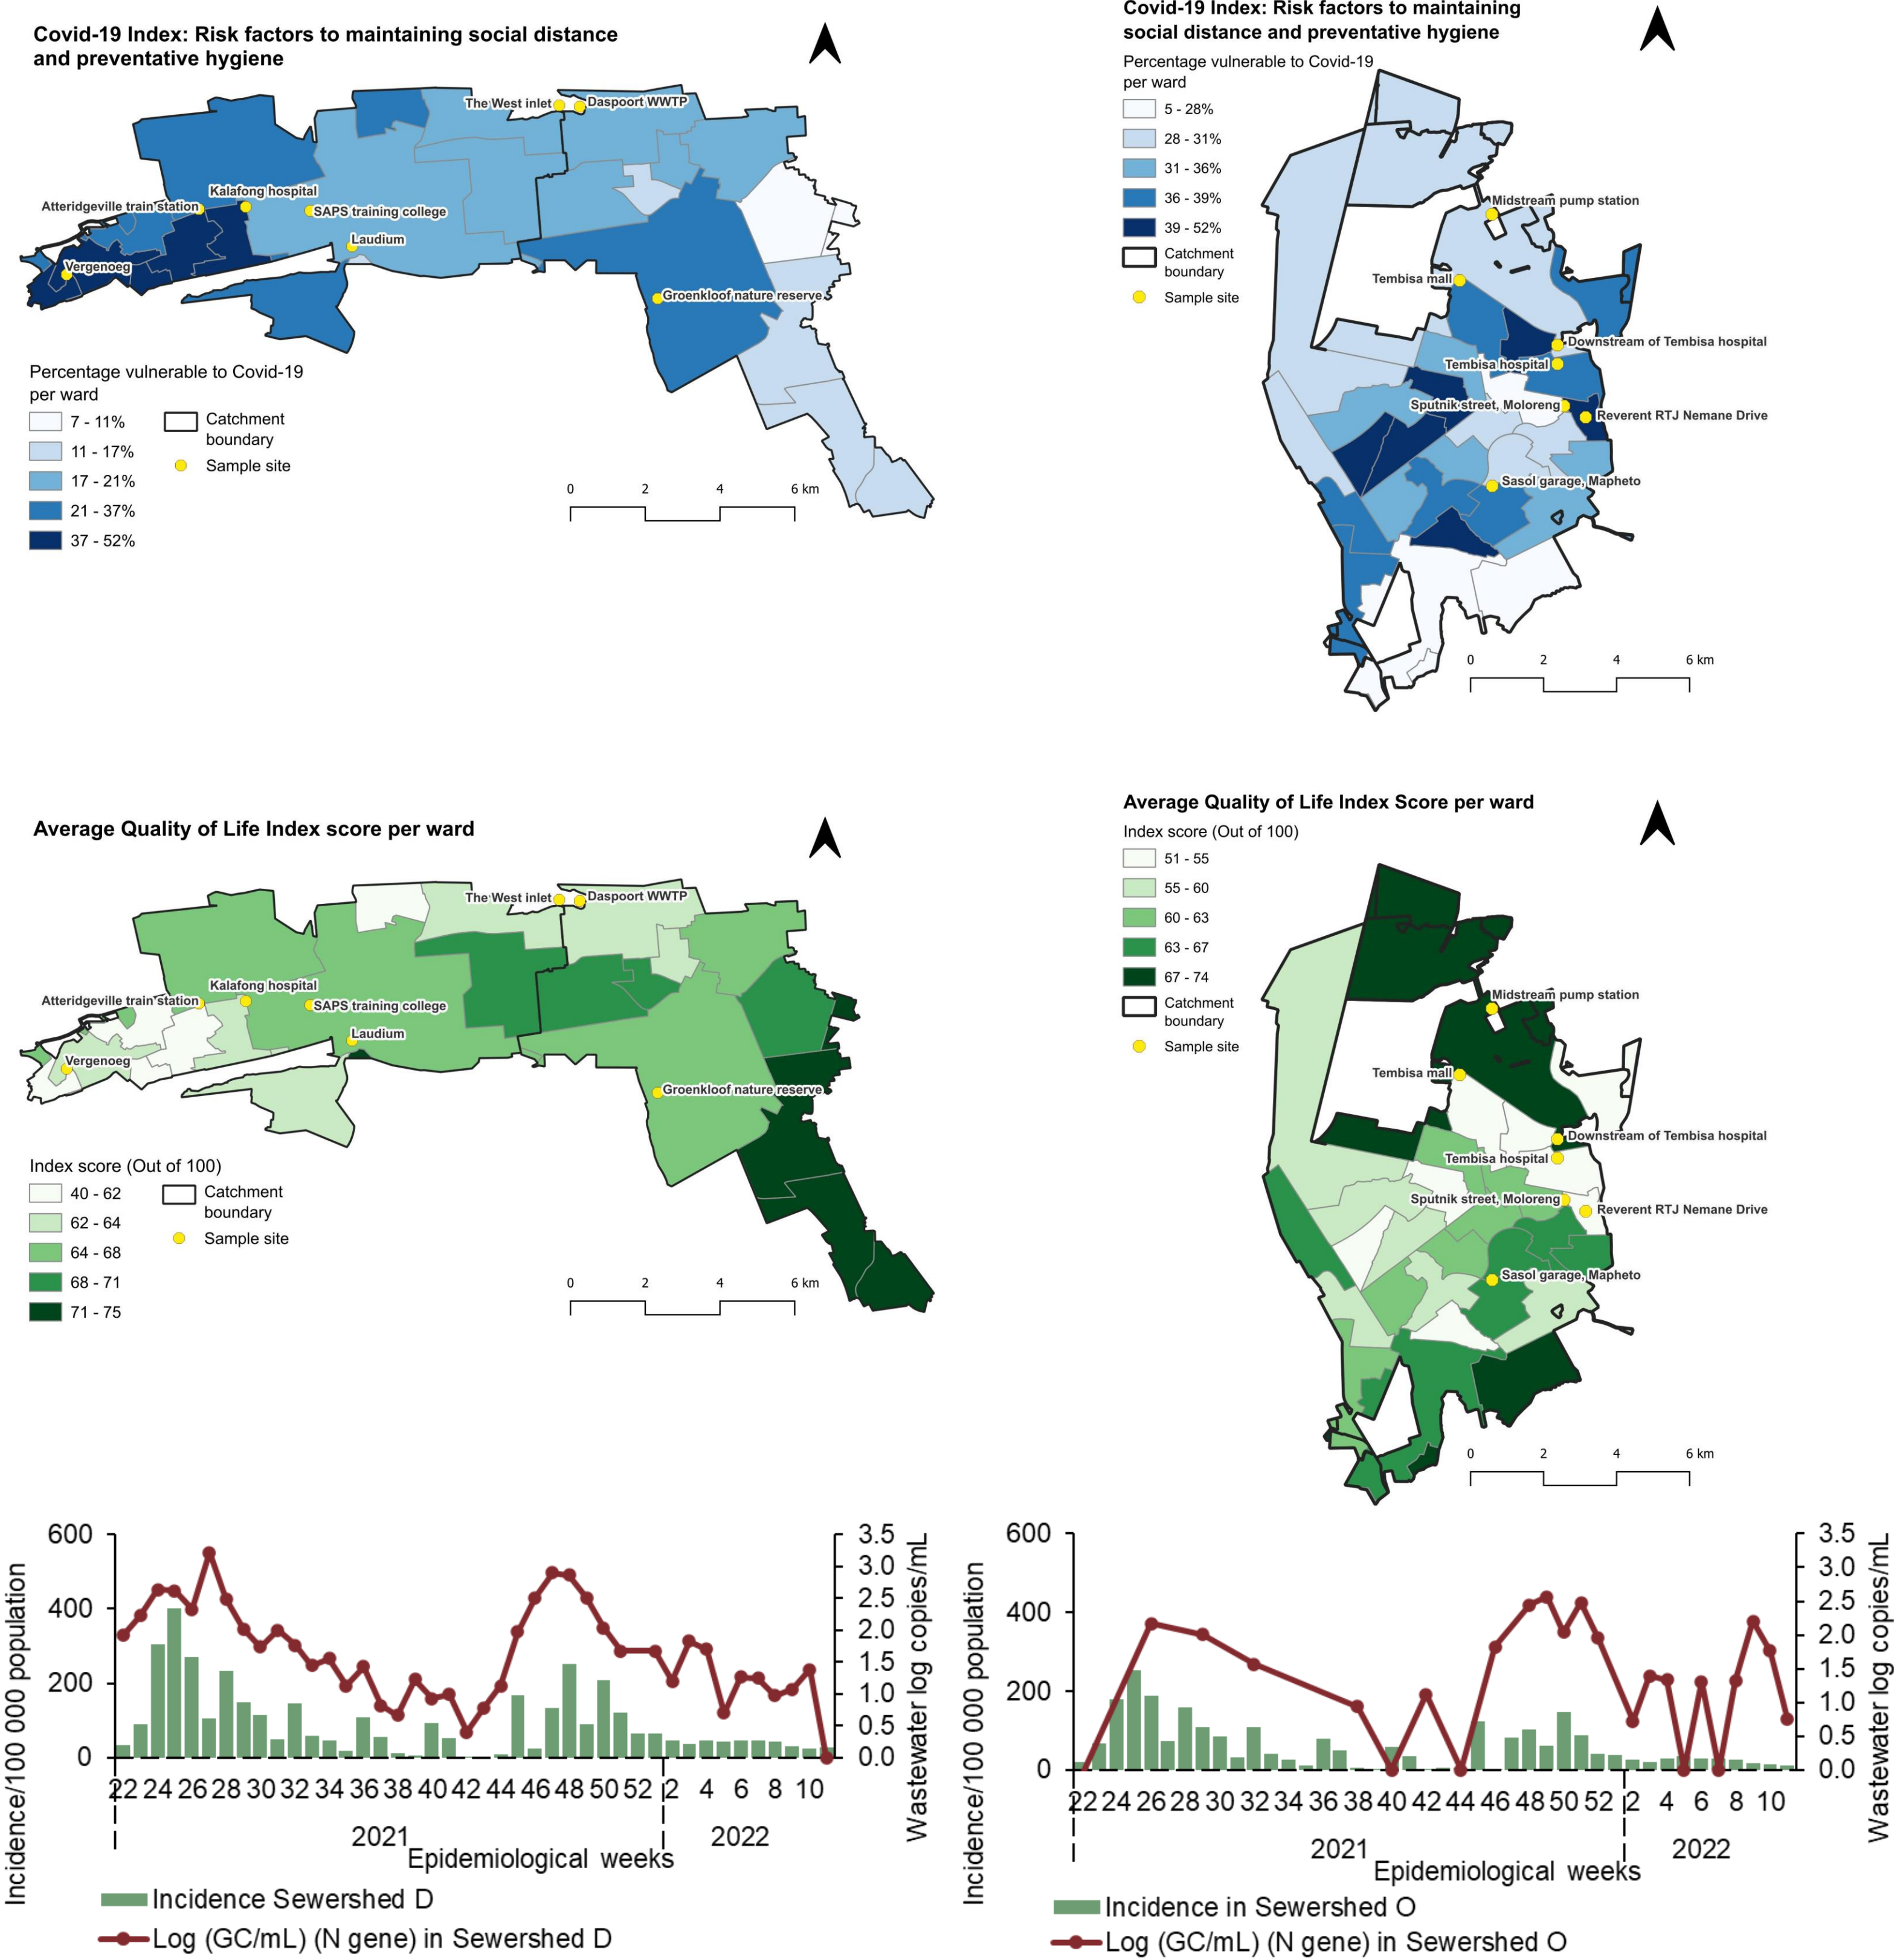 Covid-19 Index: Risk factors to maintaining social distance
and preventative hygiene
The West inlet
Daspoort WWTP
Kalafong hospital
Atteridgeville train station
SAPS training college
Laudium
Vergenoeg
Groenkloof nature reserve
Percentage vulnerable to Covid-19
per ward
7 - 11%
11 - 17%
17 - 21%
21 - 37%
37 - 52%
Catchment
boundary
Sample site
0 2 4 6 km
Covid-19 Index: Risk factors to maintaining
social distance and preventative hygiene
Percentage vulnerable to Covid-19
per ward
5 - 28%
28 - 31%
31 - 36%
36 - 39%
39 - 52%
Catchment
boundary
Sample site
Midstream pump station
Tembisa mall
Downstream of Tembisa hospital
Tembisa hospital
Sputnik street, Moloreng
Reverent RTJ Nemane Drive
Sasol garage, Mapheto
0 2 4 6 km
Average Quality of Life Index score per ward
The West inlet
Daspoort WWTP
Kalafong hospital
Atteridgeville train station
SAPS training college
Laudium
Vergenoeg
Groenkloof nature reserve
Index score (Out of 100)
40 - 62
62 - 64
64 - 68
68 - 71
71 - 75
Catchment
boundary
Sample site
0 2 4 6 km
Average Quality of Life Index Score per ward
Index score (Out of 100)
51 - 55
55 - 60
60 - 63
63 - 67
67 - 74
Catchment
boundary
Sample site
Midstream pump station
Tembisa mall
Downstream of Tembisa hospital
Tembisa hospital
Sputnik street, Moloreng
Reverent RTJ Nemane Drive
Sasol garage, Mapheto
0 2 4 6 km
Incidence/100 000 population
600
400
200
0
3.5
3.0
2.5
2.0
1.5
1.0
0.5
0.0
Wastewater log copies/mL
22 24 26 28 30 32 34 36 38 40 42 44 46 48 50 52 2 4 6 8 10
2021 2022
Epidemiological weeks
Incidence Sewershed D
Log (GC/mL) (N gene) in Sewershed D
Incidence/100 000 population
600
400
200
0
3.5
3.0
2.5
2.0
1.5
1.0
0.5
0.0
Wastewater log copies/mL
22 24 26 28 30 32 34 36 38 40 42 44 46 48 50 52 2 4 6 8 10
2021 2022
Epidemiological weeks
Incidence in Sewershed O
Log (GC/mL) (N gene) in Sewershed O